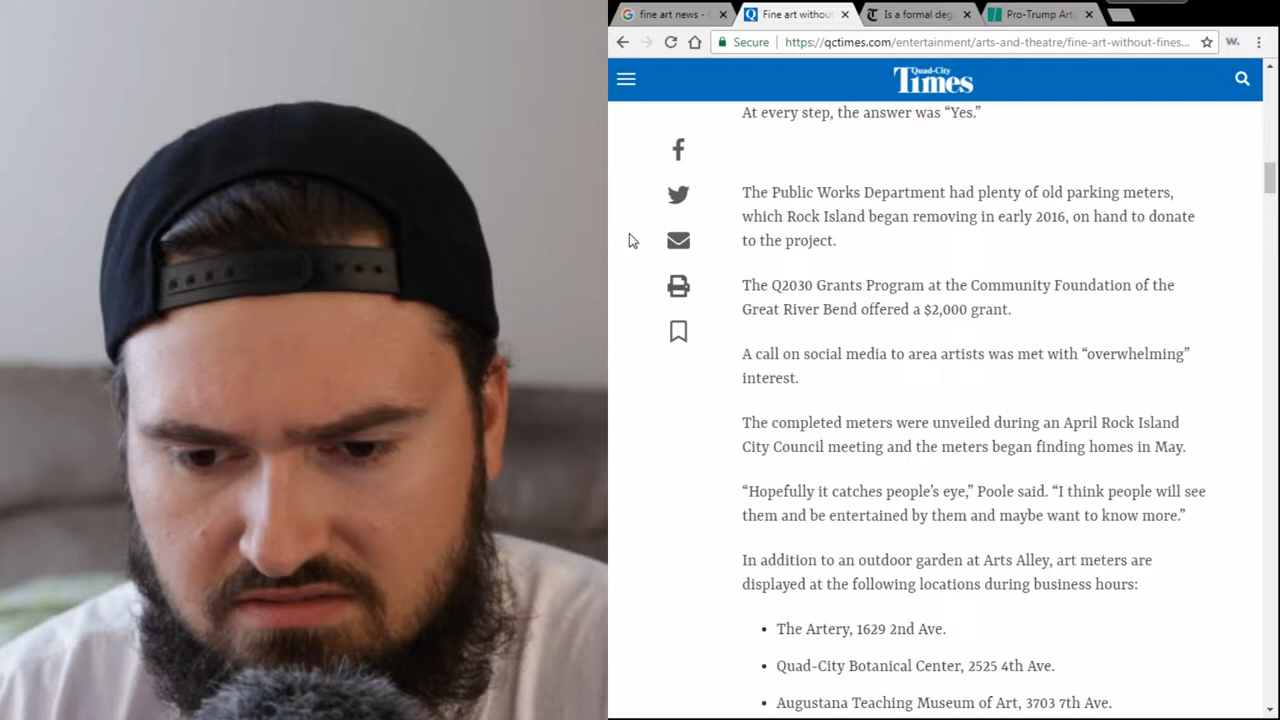 fine art news -
Fine art without
Is a formal deg
Pro-Trump Art
Secure
https://qctimes.com/entertainment/arts-and-theatre/fine-art-without-fines...
W.
Quad-City
Times
At every step, the answer was “Yes.”
The Public Works Department had plenty of old parking meters,
which Rock Island began removing in early 2016, on hand to donate
to the project.
The Q2030 Grants Program at the Community Foundation of the
Great River Bend offered a $2,000 grant.
A call on social media to area artists was met with “overwhelming”
interest.
The completed meters were unveiled during an April Rock Island
City Council meeting and the meters began finding homes in May.
“Hopefully it catches people’s eye,” Poole said. “I think people will see
them and be entertained by them and maybe want to know more.”
In addition to an outdoor garden at Arts Alley, art meters are
displayed at the following locations during business hours:
• The Artery, 1629 2nd Ave.
• Quad-City Botanical Center, 2525 4th Ave.
• Augustana Teaching Museum of Art, 3703 7th Ave.